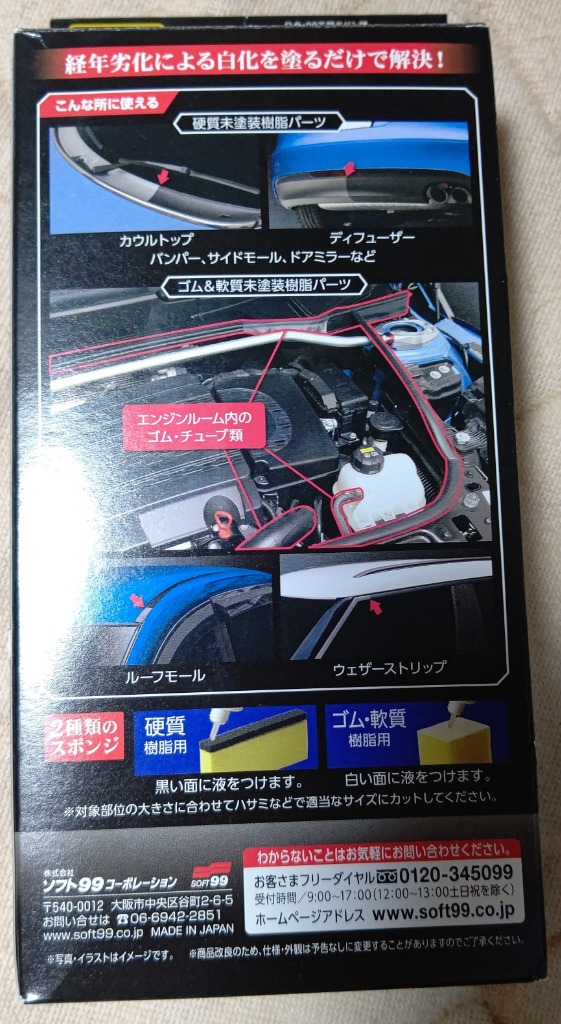 経年劣化による白化を塗るだけで解決!
こんな所に使える
硬質未塗装樹脂パーツ
カウルトップ
ディフューザー
バンパー、サイドモール、ドアミラーなど
ゴム&軟質未塗装樹脂パーツ
エンジンルーム内の
ゴム・チューブ類
ルーフモール
ウェザーストリップ
2種類の
スポンジ
硬質
樹脂用
ゴム・軟質
樹脂用
黒い面に液をつけます。
白い面に液をつけます。
※対象部位の大きさに合わせてハサミなどで適当なサイズにカットしてください。
株式会社
ソフト99コーポレーション
SOFT99
〒540-0012 大阪市中央区谷町2-6-5
お問い合せは ☎06-6942-2851
www.soft99.co.jp MADE IN JAPAN
わからないことはお気軽にお問い合わせください。
お客さまフリーダイヤル 0120-345099
受付時間/9:00~17:00(12:00~13:00土日祝を除く)
ホームページアドレス www.soft99.co.jp
※写真・イラストはイメージです。 ※商品改良のため、仕様・外観は予告なしに変更することがありますのでご了承ください。